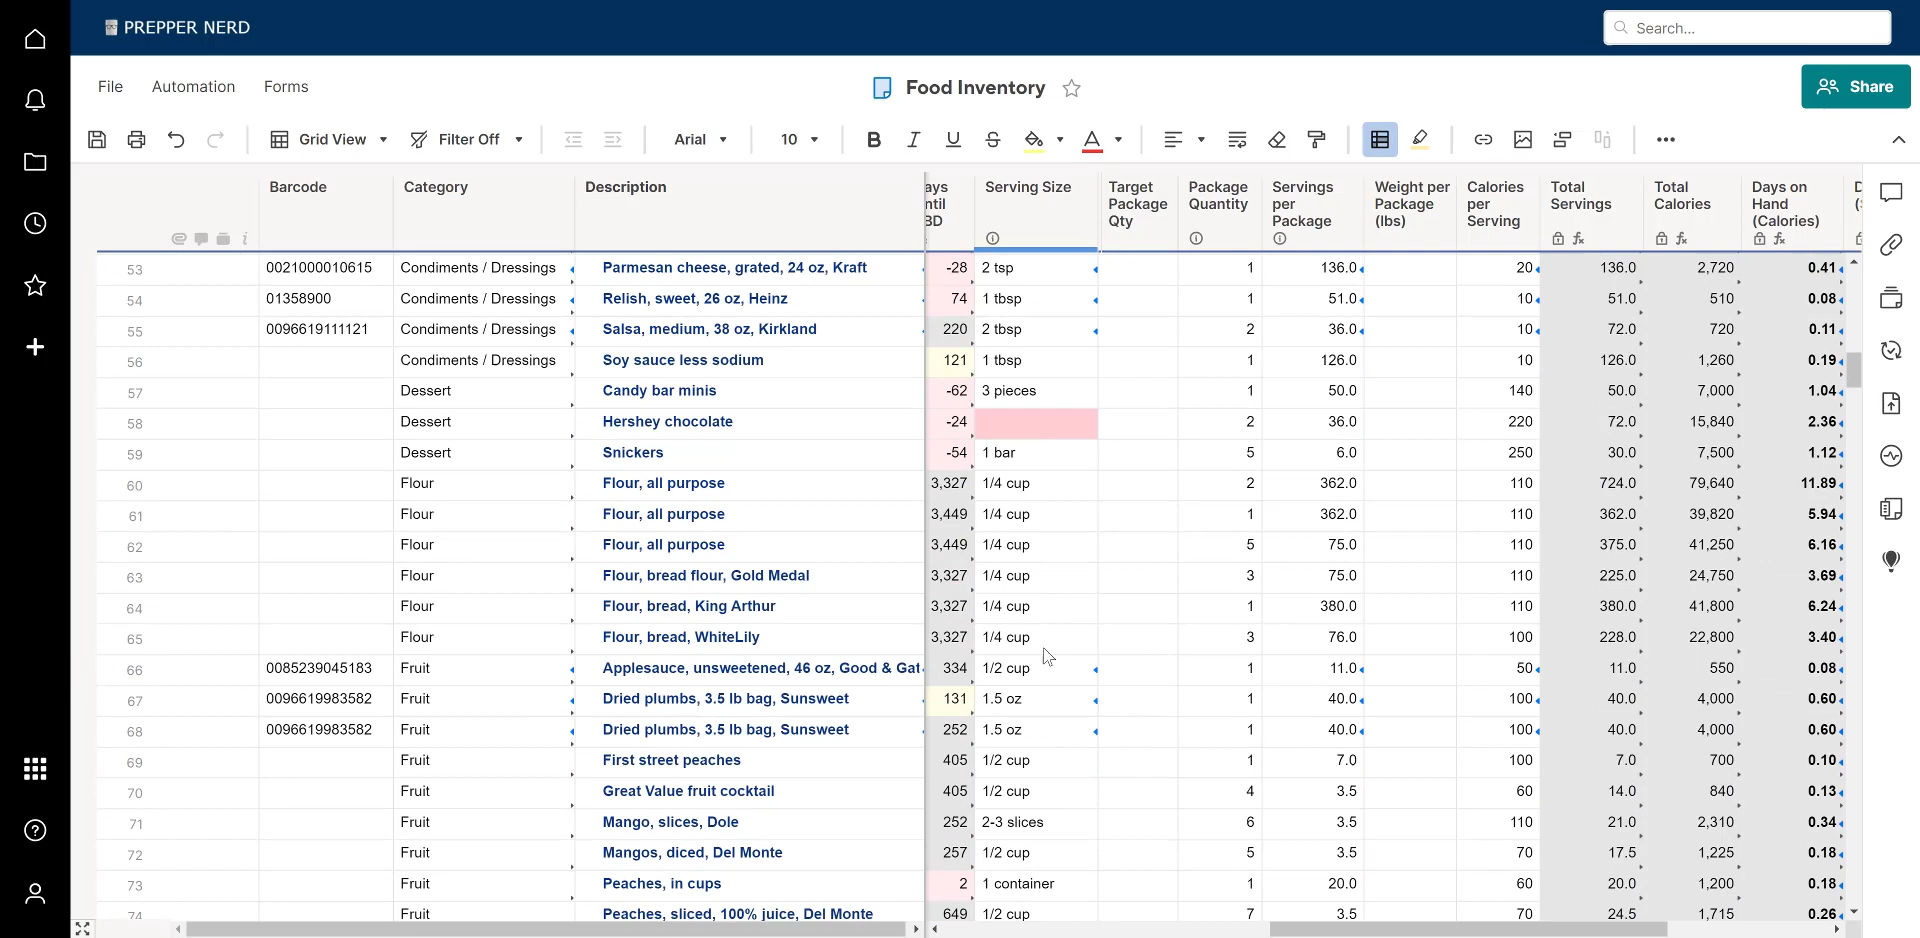 PREPPER NERD
Search...
File Automation Forms
Food Inventory
Share
Grid View Filter Off Arial 10 B I U S A
Barcode Category Description ays ntil BD Serving Size Target Package Qty Package Quantity Servings per Package Weight per Package (lbs) Calories per Serving Total Servings Total Calories Days on Hand (Calories)
53 0021000010615 Condiments / Dressings Parmesan cheese, grated, 24 oz, Kraft -28 2 tsp 1 136.0 20 136.0 2,720 0.41
54 01358900 Condiments / Dressings Relish, sweet, 26 oz, Heinz 74 1 tbsp 1 51.0 10 51.0 510 0.08
55 0096619111121 Condiments / Dressings Salsa, medium, 38 oz, Kirkland 220 2 tbsp 2 36.0 10 72.0 720 0.11
56 Condiments / Dressings Soy sauce less sodium 121 1 tbsp 1 126.0 10 126.0 1,260 0.19
57 Dessert Candy bar minis -62 3 pieces 1 50.0 140 50.0 7,000 1.04
58 Dessert Hershey chocolate -24 2 36.0 220 72.0 15,840 2.36
59 Dessert Snickers -54 1 bar 5 6.0 250 30.0 7,500 1.12
60 Flour Flour, all purpose 3,327 1/4 cup 2 362.0 110 724.0 79,640 11.89
61 Flour Flour, all purpose 3,449 1/4 cup 1 362.0 110 362.0 39,820 5.94
62 Flour Flour, all purpose 3,449 1/4 cup 5 75.0 110 375.0 41,250 6.16
63 Flour Flour, bread flour, Gold Medal 3,327 1/4 cup 3 75.0 110 225.0 24,750 3.69
64 Flour Flour, bread, King Arthur 3,327 1/4 cup 1 380.0 110 380.0 41,800 6.24
65 Flour Flour, bread, WhiteLily 3,327 1/4 cup 3 76.0 100 228.0 22,800 3.40
66 0085239045183 Fruit Applesauce, unsweetened, 46 oz, Good & Gat 334 1/2 cup 1 11.0 50 11.0 550 0.08
67 0096619983582 Fruit Dried plumbs, 3.5 lb bag, Sunsweet 131 1.5 oz 1 40.0 100 40.0 4,000 0.60
68 0096619983582 Fruit Dried plumbs, 3.5 lb bag, Sunsweet 252 1.5 oz 1 40.0 100 40.0 4,000 0.60
69 Fruit First street peaches 405 1/2 cup 1 7.0 100 7.0 700 0.10
70 Fruit Great Value fruit cocktail 405 1/2 cup 4 3.5 60 14.0 840 0.13
71 Fruit Mango, slices, Dole 252 2-3 slices 6 3.5 110 21.0 2,310 0.34
72 Fruit Mangos, diced, Del Monte 257 1/2 cup 5 3.5 70 17.5 1,225 0.18
73 Fruit Peaches, in cups 2 1 container 1 20.0 60 20.0 1,200 0.18
74 Fruit Peaches, sliced, 100% juice, Del Monte 649 1/2 cup 7 3.5 70 24.5 1,715 0.26